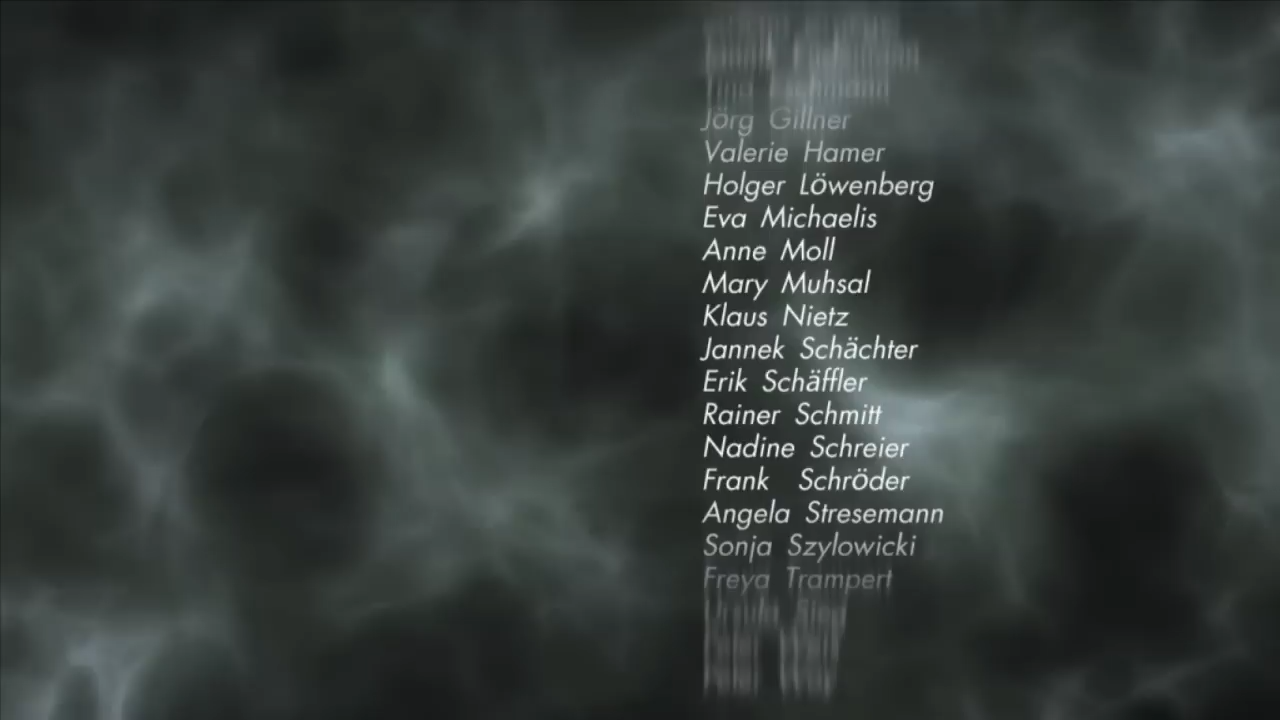 Jörg Gillner
Valerie Hamer
Holger Löwenberg
Eva Michaelis
Anne Moll
Mary Muhsal
Klaus Nietz
Jannek Schächter
Erik Schäffler
Rainer Schmitt
Nadine Schreier
Frank Schröder
Angela Stresemann
Sonja Szylowicki
Freya Trampert